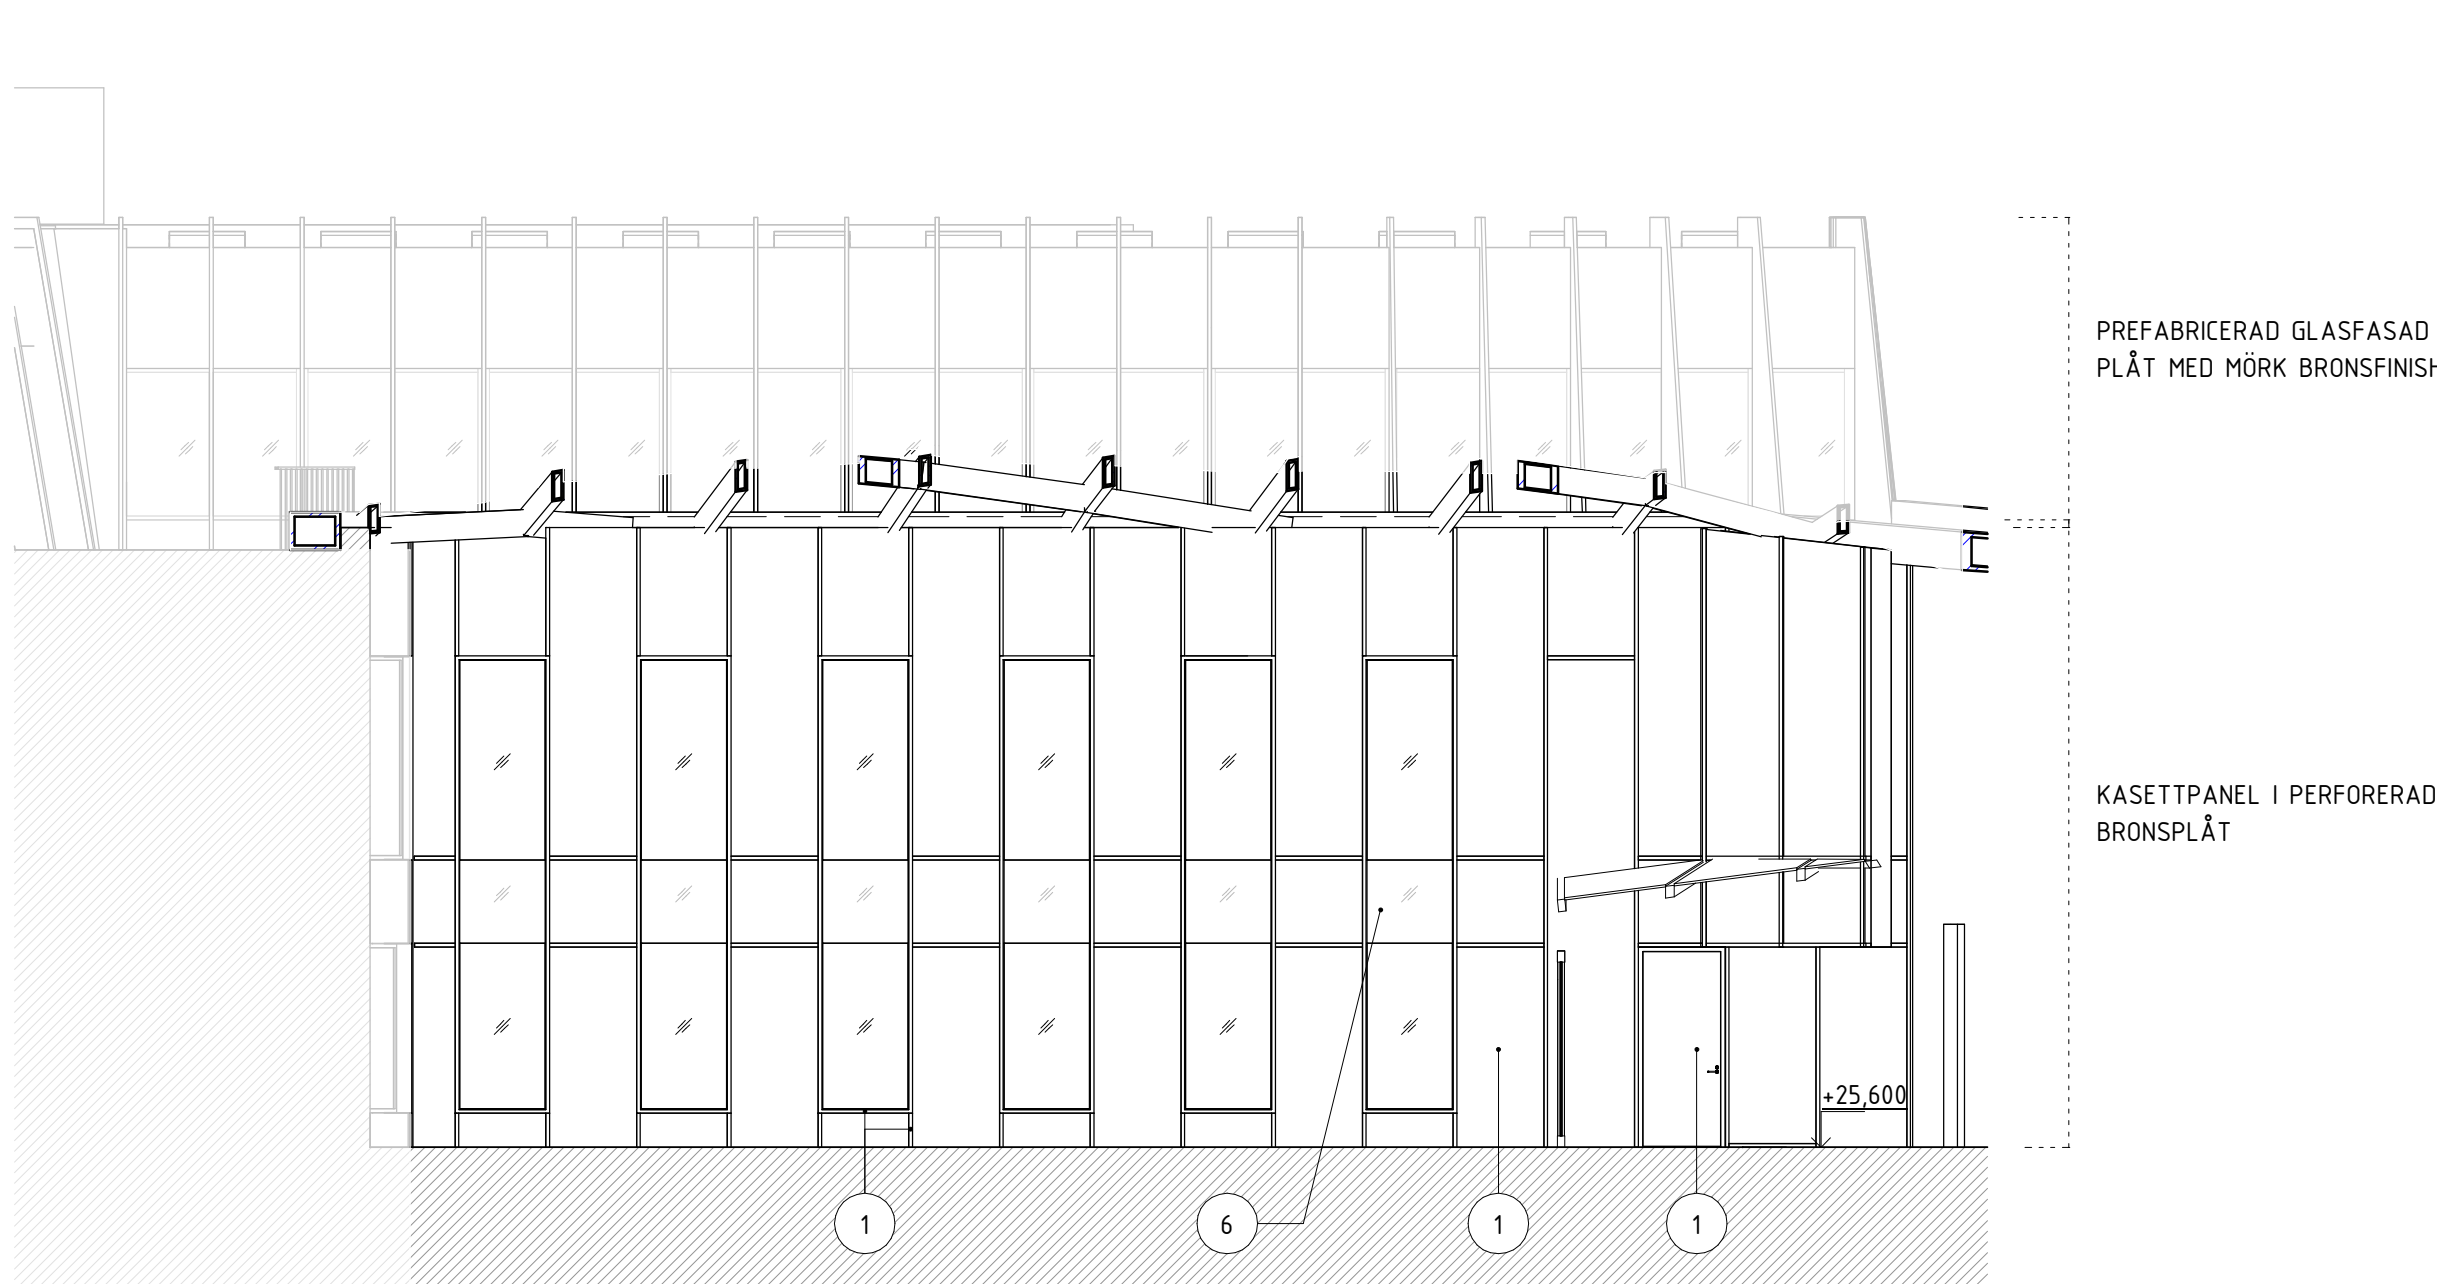 PREFABRICERAD GLASFASAD
PLÅT MED MÖRK BRONSFINISH
KASETTPANEL I PERFORERAD
BRONSPLÅT
+25,600
1
6
1
1